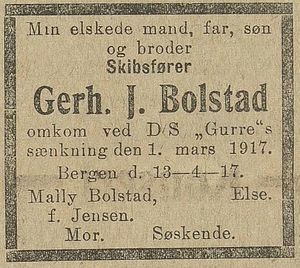 Min elskede mand, far, søn
og broder
Skibsfører
Gerh. J. Bolstad
omkom ved D/S „Gurre“s
sænkning den 1. mars 1917.
Bergen d. 13—4—17.
Mally Bolstad, Else.
f. Jensen.
Mor. Søskende.